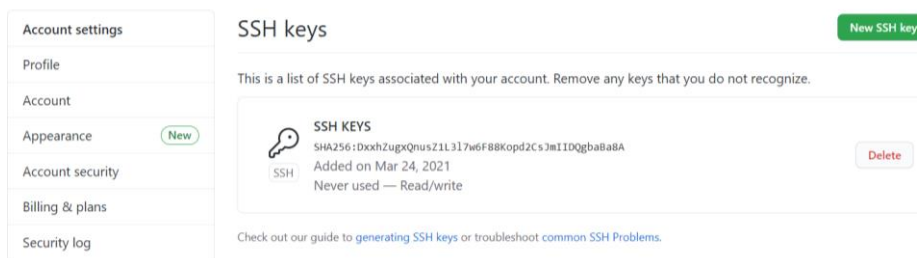 Account settings
Profile
Account
Appearance New
Account security
Billing & plans
Security log
SSH keys
New SSH key
This is a list of SSH keys associated with your account. Remove any keys that you do not recognize.
SSH KEYS
SHA256:DxxhZugxQnusZ1L3l7w6F88Kopd2CsJmIIDQgbaBa8A
SSH
Added on Mar 24, 2021
Never used — Read/write
Delete
Check out our guide to generating SSH keys or troubleshoot common SSH Problems.